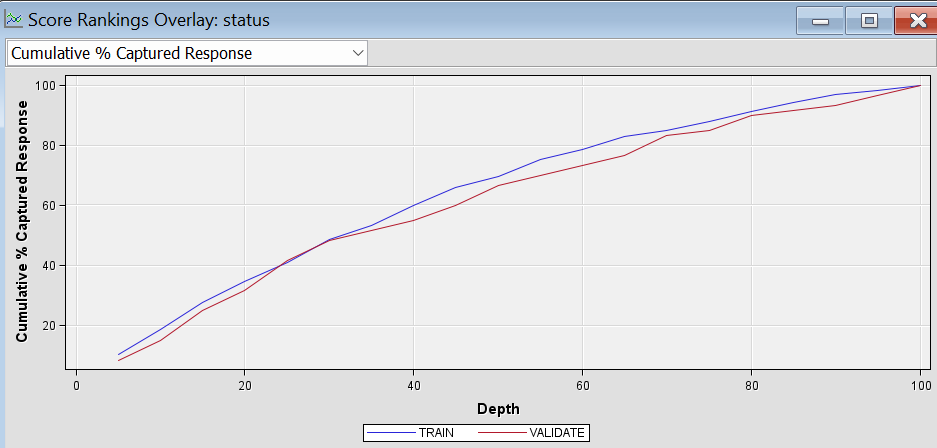 Score Rankings Overlay: status
Cumulative % Captured Response
Cumulative % Captured Response
100
80
60
40
20
0 20 40 60 80 100
Depth
TRAIN VALIDATE